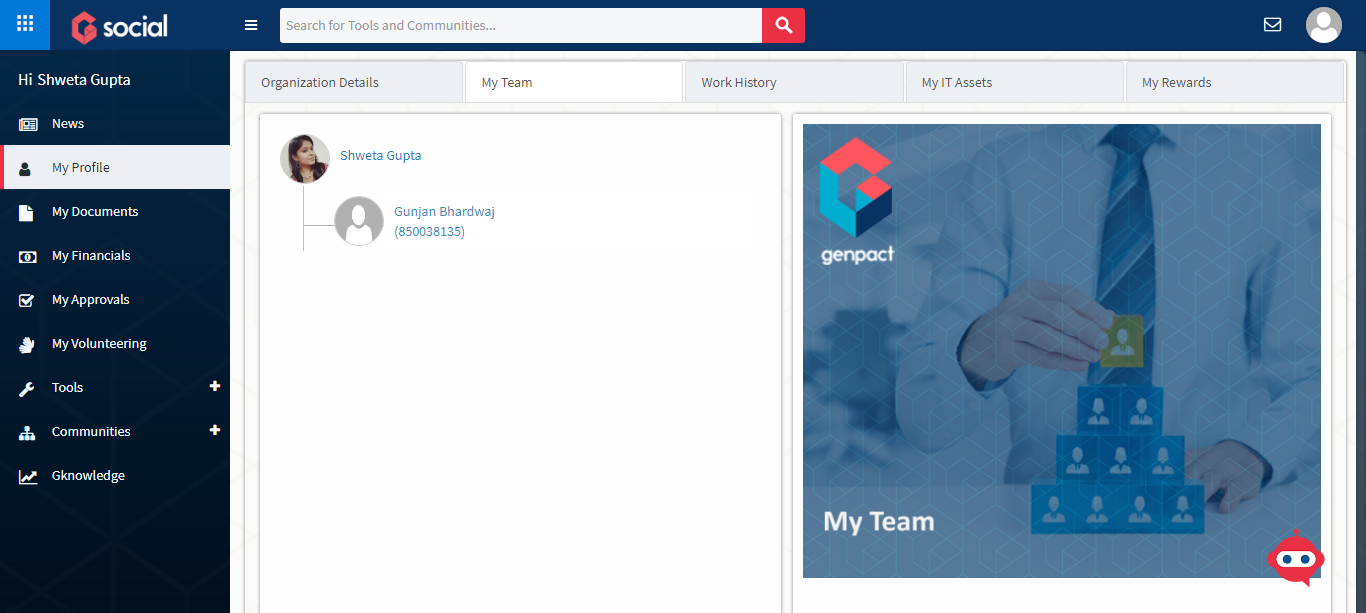 social
Search for Tools and Communities...
Hi Shweta Gupta
News
My Profile
My Documents
My Financials
My Approvals
My Volunteering
Tools
Communities
Gknowledge
Organization Details
My Team
Work History
My IT Assets
My Rewards
Shweta Gupta
Gunjan Bhardwaj
(850038135)
genpact
My Team